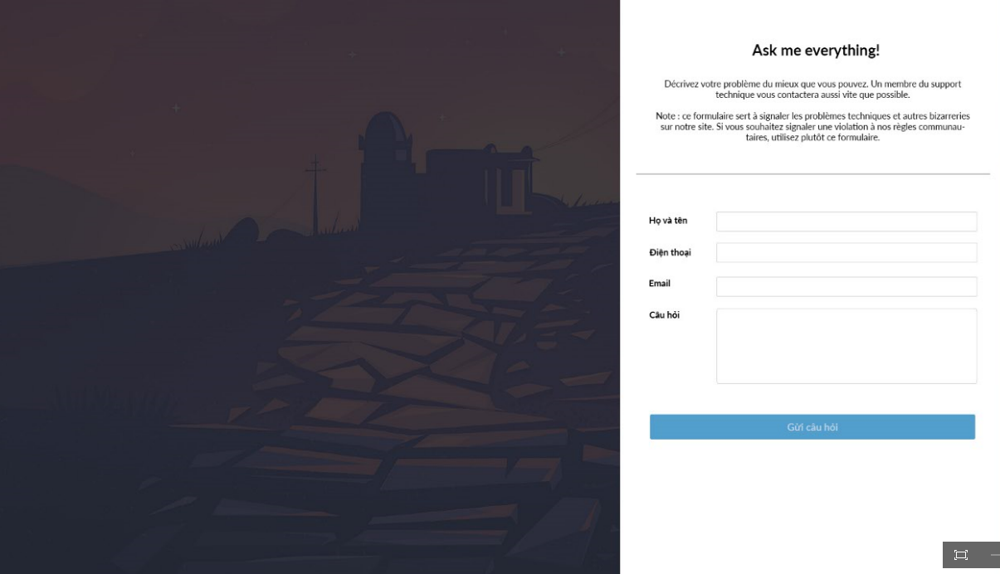 Ask me everything!
Décrivez votre problème du mieux que vous pouvez. Un membre du support
technique vous contactera aussi vite que possible.
Note : ce formulaire sert à signaler les problèmes techniques et autres bizarreries
sur notre site. Si vous souhaitez signaler une violation à nos règles communau-
taires, utilisez plutôt ce formulaire.
Họ và tên
Điện thoại
Email
Câu hỏi
Gửi câu hỏi